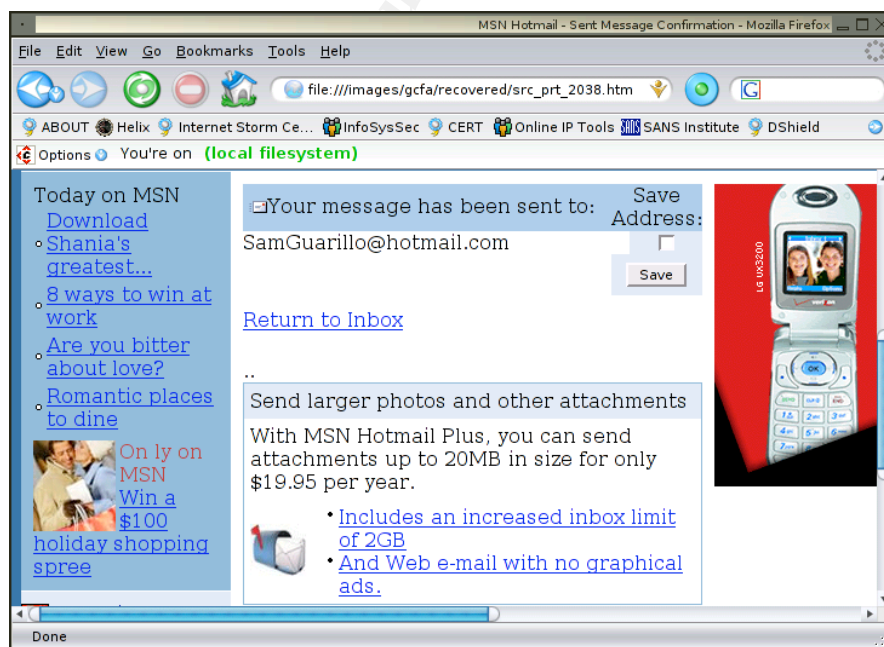 MSN Hotmail - Sent Message Confirmation - Mozilla Firefox
File Edit View Go Bookmarks Tools Help
file:///images/gcfa/recovered/src_prt_2038.htm
G
ABOUT Helix Internet Storm Ce... InfoSysSec CERT Online IP Tools SANS SANS Institute DShield
Options You're on (local filesystem)
Today on MSN
Download
Shania's
greatest...
8 ways to win at
work
Are you bitter
about love?
Romantic places
to dine
On ly on
MSN
Win a
$100
holiday shopping
spree
Your message has been sent to:
Save
Address:
SamGuarillo@hotmail.com
Save
Return to Inbox
..
Send larger photos and other attachments
With MSN Hotmail Plus, you can send
attachments up to 20MB in size for only
$19.95 per year.
Includes an increased inbox limit
of 2GB
And Web e-mail with no graphical
ads.
LG UX3200
verizon
OK
Done